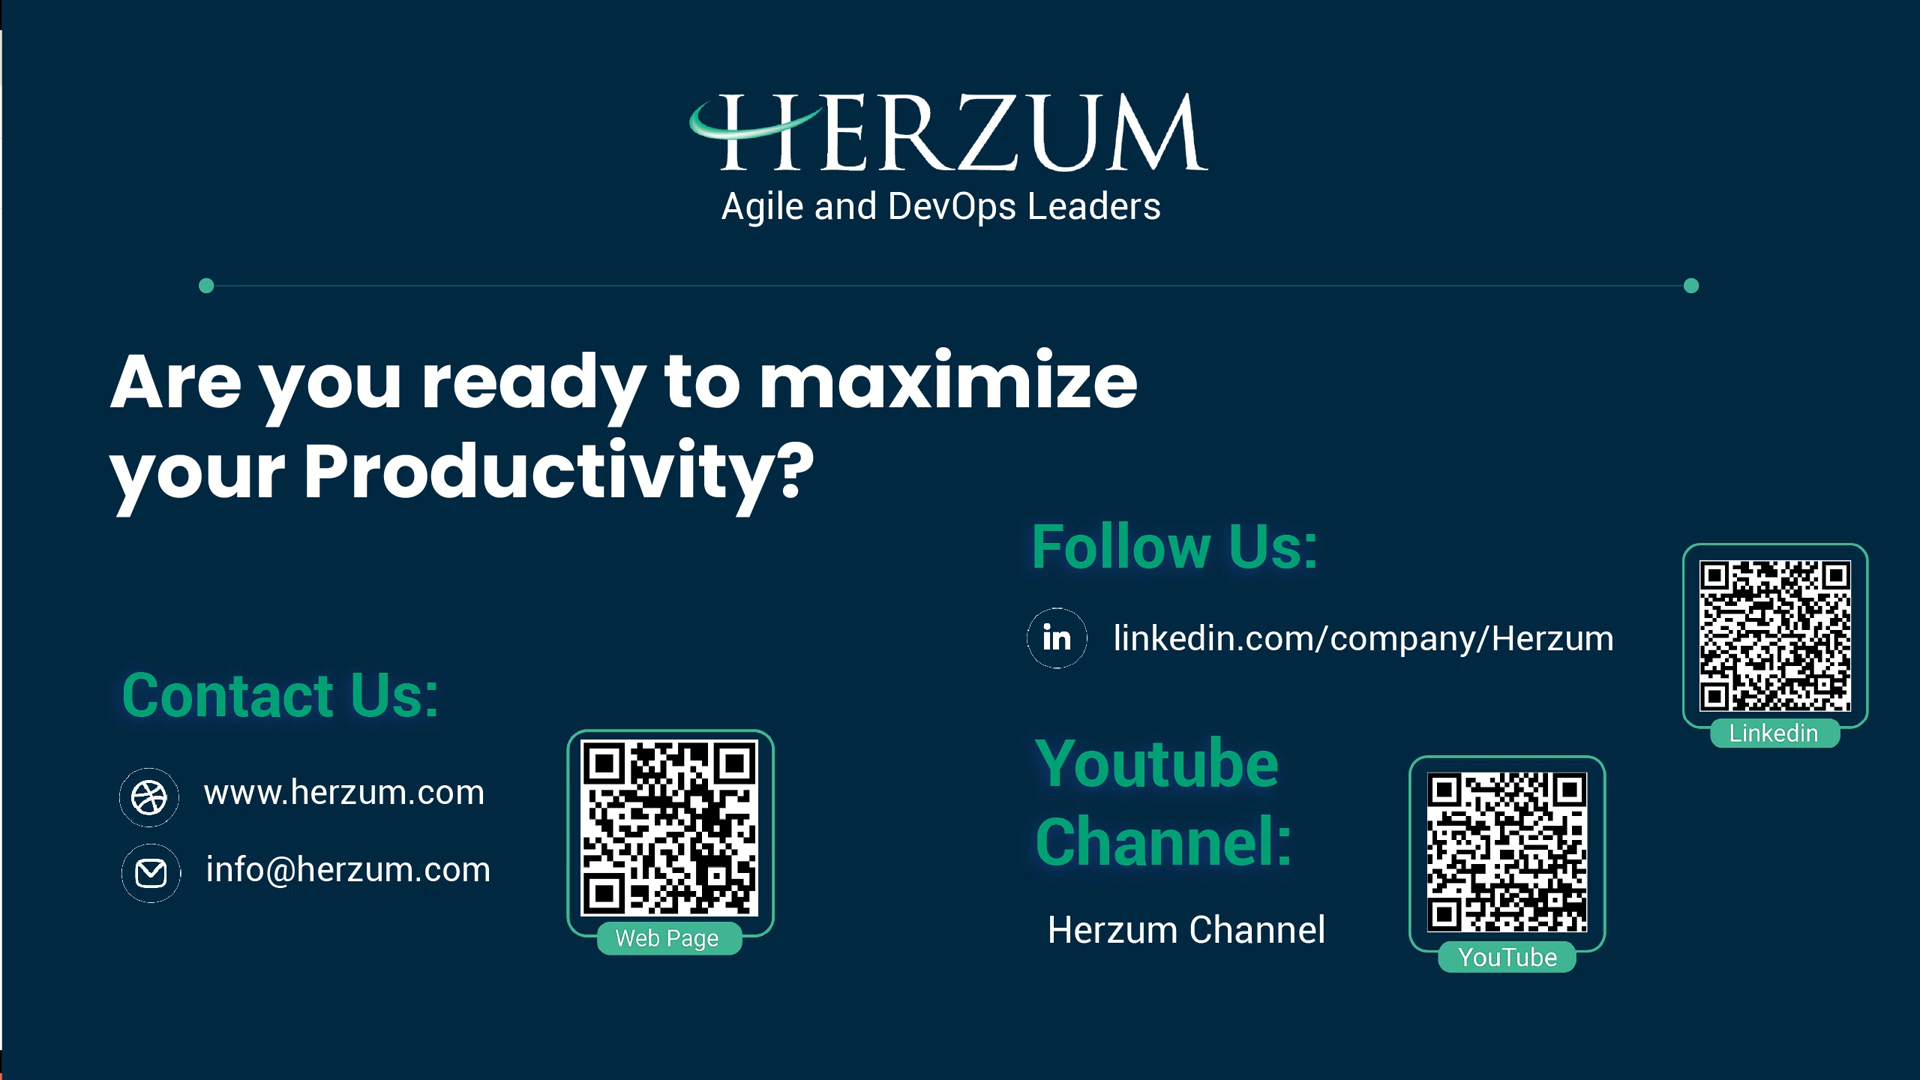 HERZUM
Agile and DevOps Leaders
Are you ready to maximize
your Productivity?
Contact Us:
www.herzum.com
info@herzum.com
Web Page
Follow Us:
in
linkedin.com/company/Herzum
Linkedin
Youtube
Channel:
Herzum Channel
YouTube